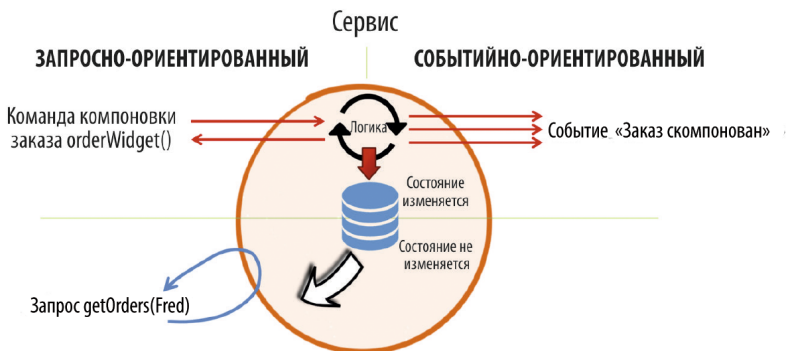 Сервис
ЗАПРОСНО-ОРИЕНТИРОВАННЫЙ
СОБЫТИЙНО-ОРИЕНТИРОВАННЫЙ
Команда компоновки
заказа orderWidget()
Логика
Событие «Заказ скомпонован»
Состояние
изменяется
Состояние не
изменяется
Запрос getOrders(Fred)